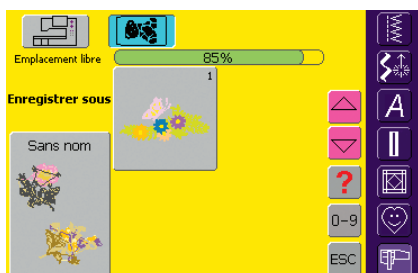 Emplacement libre
85%
1
Enregistrer sous
Sans nom
A
?
0-9
ESC